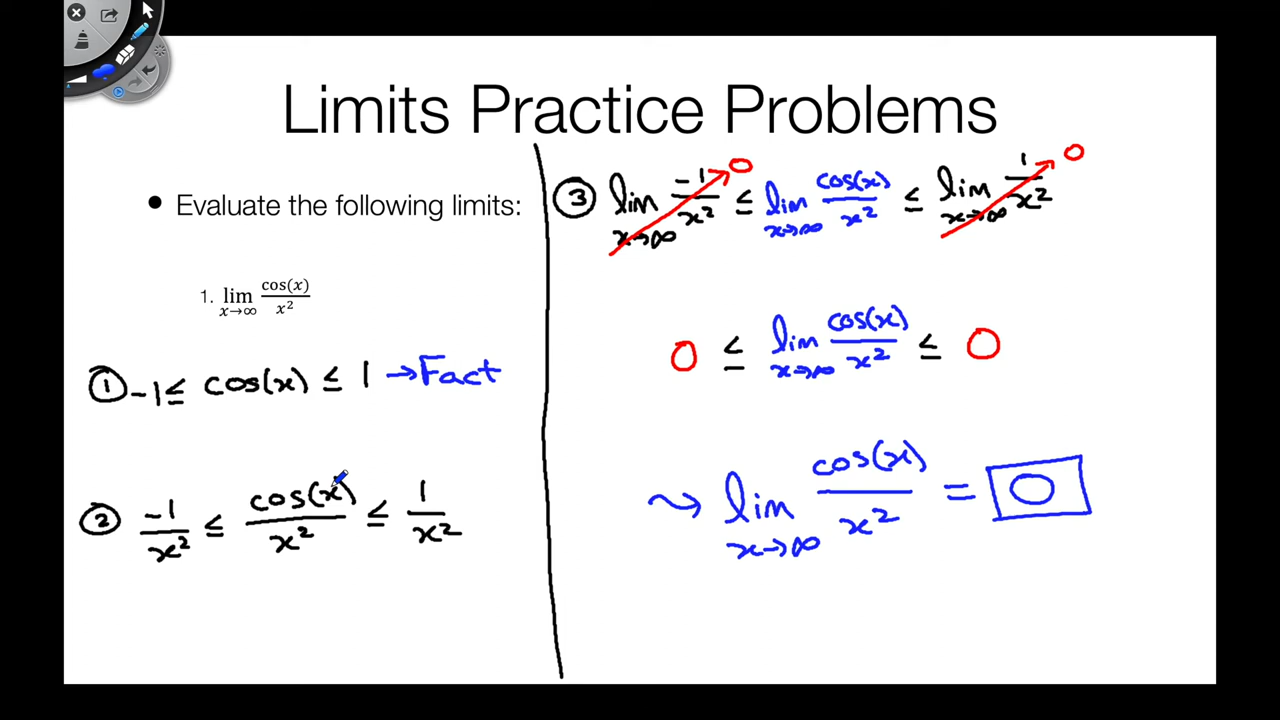 Limits Practice Problems
• Evaluate the following limits:
1. lim x→∞ cos(x)/x²
① -1 ≤ cos(x) ≤ 1 → Fact
② -1/x² ≤ cos(x)/x² ≤ 1/x²
③ lim x→∞ -1/x² 0 ≤ lim x→∞ cos(x)/x² ≤ lim x→∞ 1/x² 0
0 ≤ lim x→∞ cos(x)/x² ≤ 0
⇝ lim x→∞ cos(x)/x² = 0